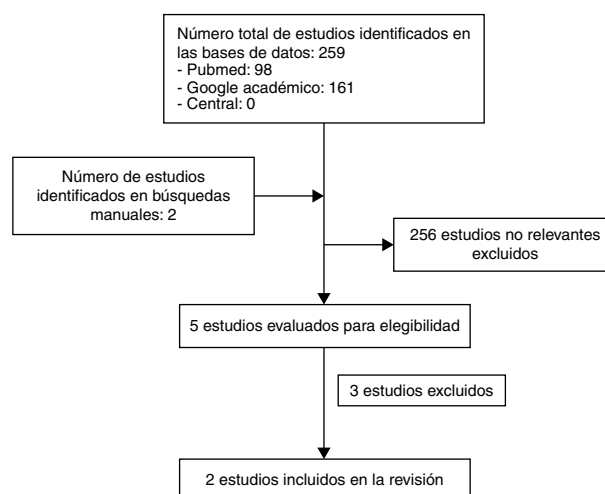 Número total de estudios identificados en
las bases de datos: 259
- Pubmed: 98
- Google académico: 161
- Central: 0
Número de estudios
identificados en búsquedas
manuales: 2
256 estudios no relevantes
excluidos
5 estudios evaluados para elegibilidad
3 estudios excluidos
2 estudios incluidos en la revisión